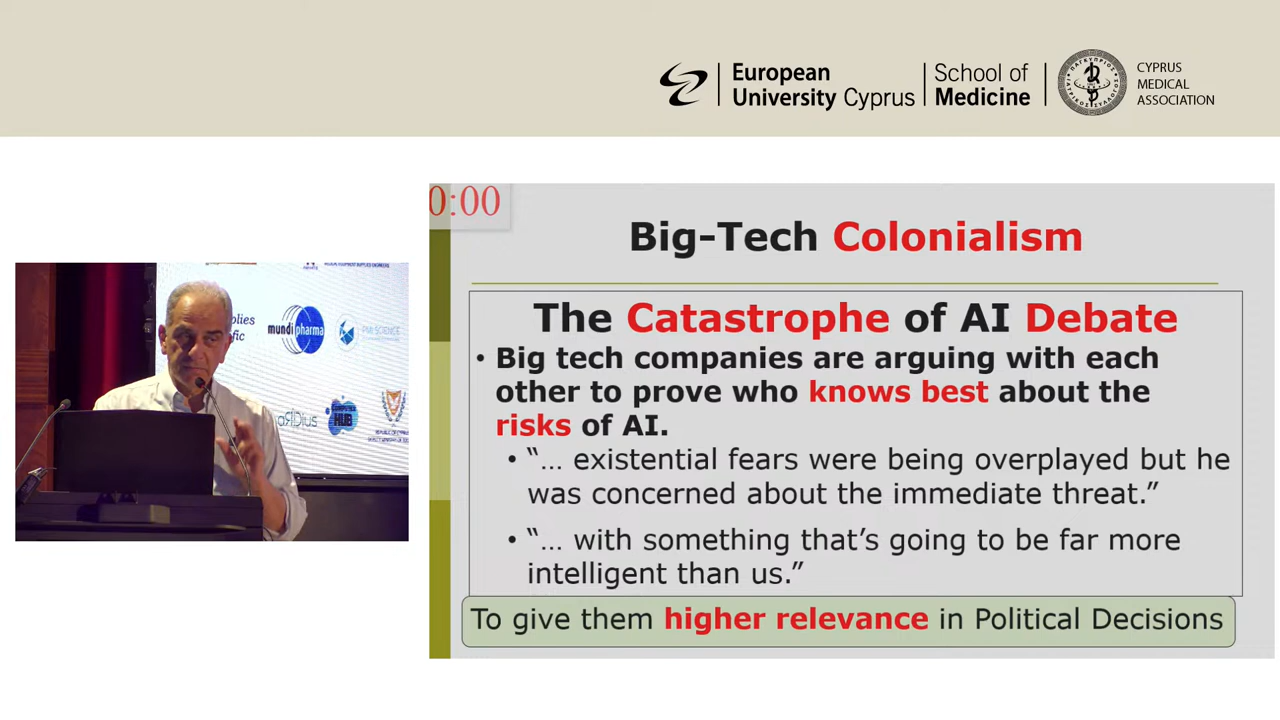 European
University Cyprus
School of
Medicine
CYPRUS
MEDICAL
ASSOCIATION
0:00
Big-Tech Colonialism
The Catastrophe of AI Debate
• Big tech companies are arguing with each
other to prove who knows best about the
risks of AI.
• “… existential fears were being overplayed but he
was concerned about the immediate threat.”
• “… with something that’s going to be far more
intelligent than us.”
To give them higher relevance in Political Decisions
mundipharma
HUB